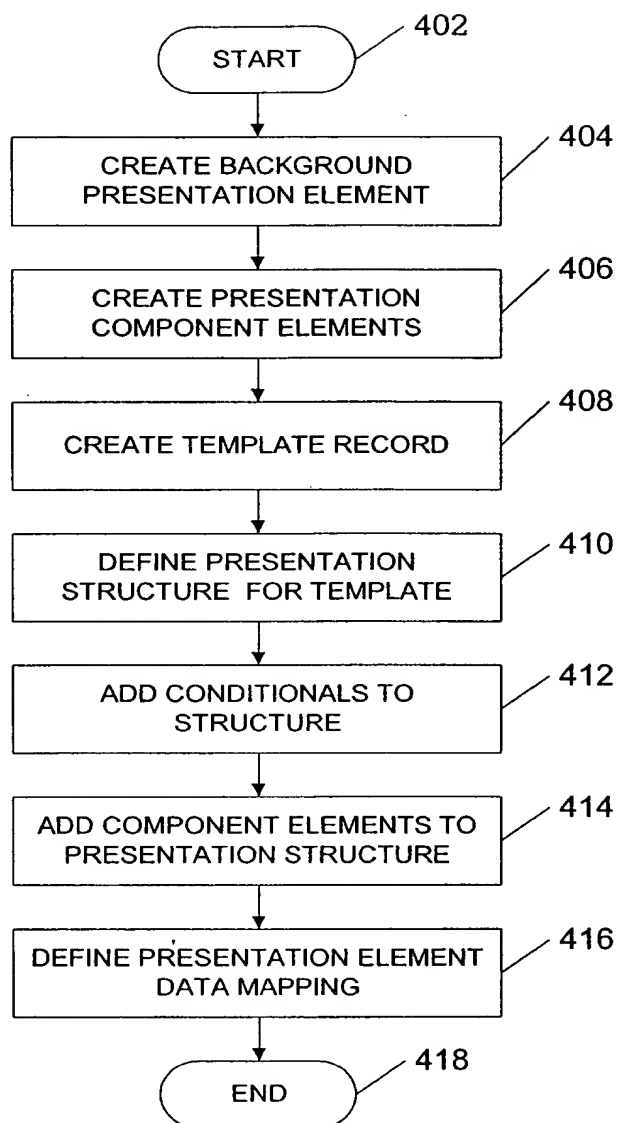 402
START
404
CREATE BACKGROUND
PRESENTATION ELEMENT
406
CREATE PRESENTATION
COMPONENT ELEMENTS
408
CREATE TEMPLATE RECORD
410
DEFINE PRESENTATION
STRUCTURE FOR TEMPLATE
412
ADD CONDITIONALS TO
STRUCTURE
414
ADD COMPONENT ELEMENTS TO
PRESENTATION STRUCTURE
416
DEFINE PRESENTATION ELEMENT
DATA MAPPING
418
END